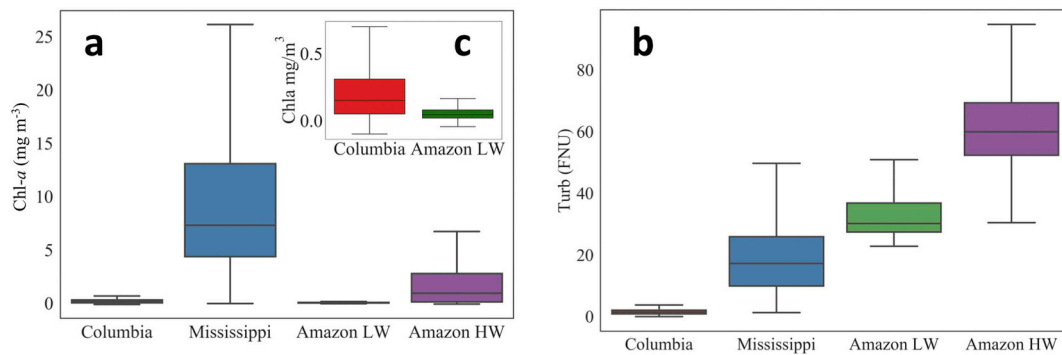 a
25
20
15
10
5
0
Chl-a (mg m⁻³)
Columbia Mississippi Amazon LW Amazon HW
c
0.5
0.0
Chla mg/m³
Columbia Amazon LW
b
80
60
40
20
0
Turb (FNU)
Columbia Mississippi Amazon LW Amazon HW